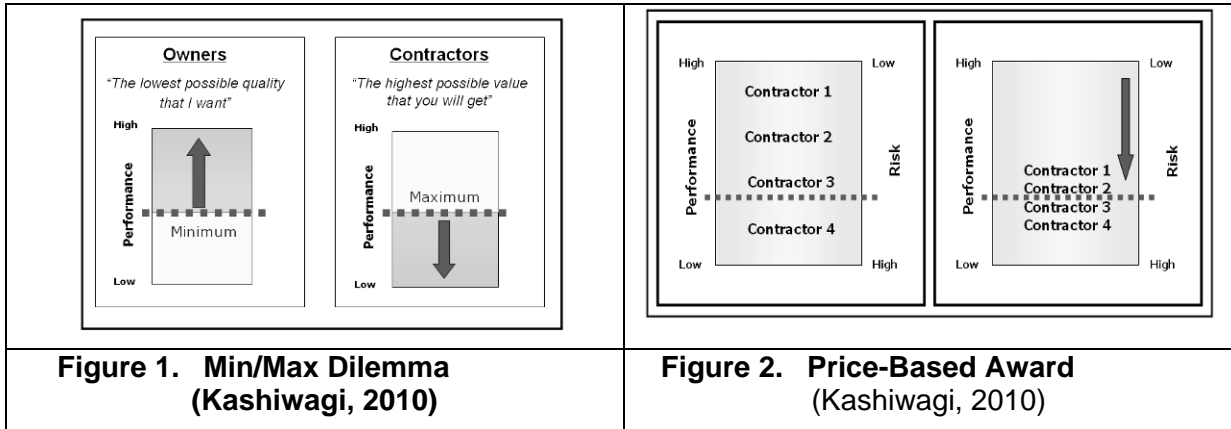 Owners
“The lowest possible quality
that I want”
High
Performance
Minimum
Low
Contractors
“The highest possible value
that you will get”
High
Performance
Maximum
Low
High
Low
Performance
Risk
Contractor 1
Contractor 2
Contractor 3
Contractor 4
Low
High
High
Low
Performance
Risk
Contractor 1
Contractor 2
Contractor 3
Contractor 4
Low
High
Figure 1. Min/Max Dilemma
(Kashiwagi, 2010)
Figure 2. Price-Based Award
(Kashiwagi, 2010)